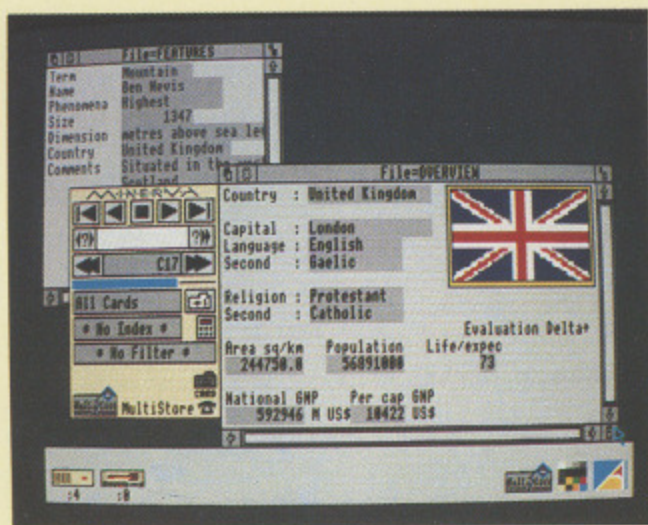 File=FEATURES
Term Mountain
Name Ben Nevis
Phenomena Highest
Size 1347
Dimension metres above sea le
Country United Kingdom
Comments Situated in the
Scotland
File=OVERVIEW
Country : United Kingdom
Capital : London
Language : English
Second : Gaelic
Religion : Protestant
Second : Catholic
Evaluation Delta+
Area sq/km Population Life/expec
244750.0 56891000 73
National GNP Per cap GNP
592946 M US$ 10422 US$
MINERVA
C17
All Cards
* No Index *
* No Filter *
CARD
MultiStore
:4 :0
MultiStore